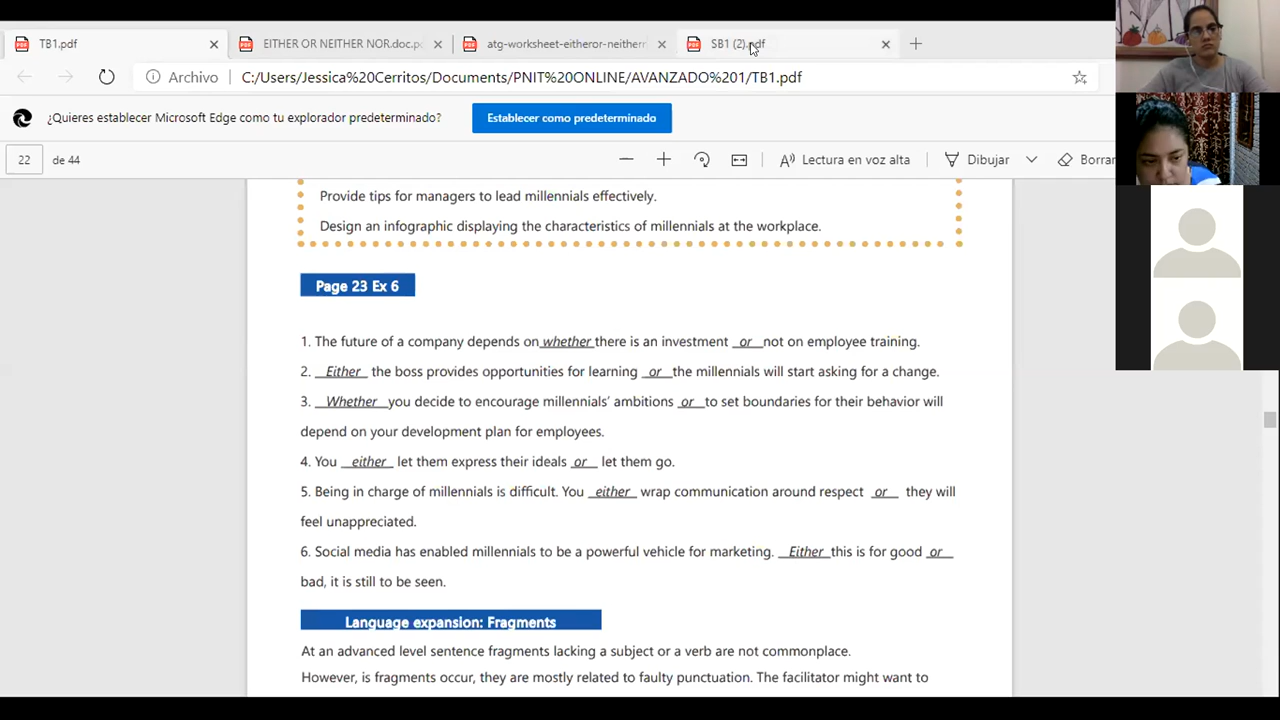 TB1.pdf
EITHER OR NEITHER NOR.doc.pd
atg-worksheet-eitheror-neithern
SB1 (2).pdf
Archivo
C:/Users/Jessica%20Cerritos/Documents/PNIT%20ONLINE/AVANZADO%201/TB1.pdf
¿Quieres establecer Microsoft Edge como tu explorador predeterminado?
Establecer como predeterminado
22 de 44
Lectura en voz alta
Dibujar
Borrar
Provide tips for managers to lead millennials effectively.
Design an infographic displaying the characteristics of millennials at the workplace.
Page 23 Ex 6
1. The future of a company depends on whether there is an investment or not on employee training.
2. Either the boss provides opportunities for learning or the millennials will start asking for a change.
3. Whether you decide to encourage millennials' ambitions or to set boundaries for their behavior will
depend on your development plan for employees.
4. You either let them express their ideals or let them go.
5. Being in charge of millennials is difficult. You either wrap communication around respect or they will
feel unappreciated.
6. Social media has enabled millennials to be a powerful vehicle for marketing. Either this is for good or
bad, it is still to be seen.
Language expansion: Fragments
At an advanced level sentence fragments lacking a subject or a verb are not commonplace.
However, is fragments occur, they are mostly related to faulty punctuation. The facilitator might want to